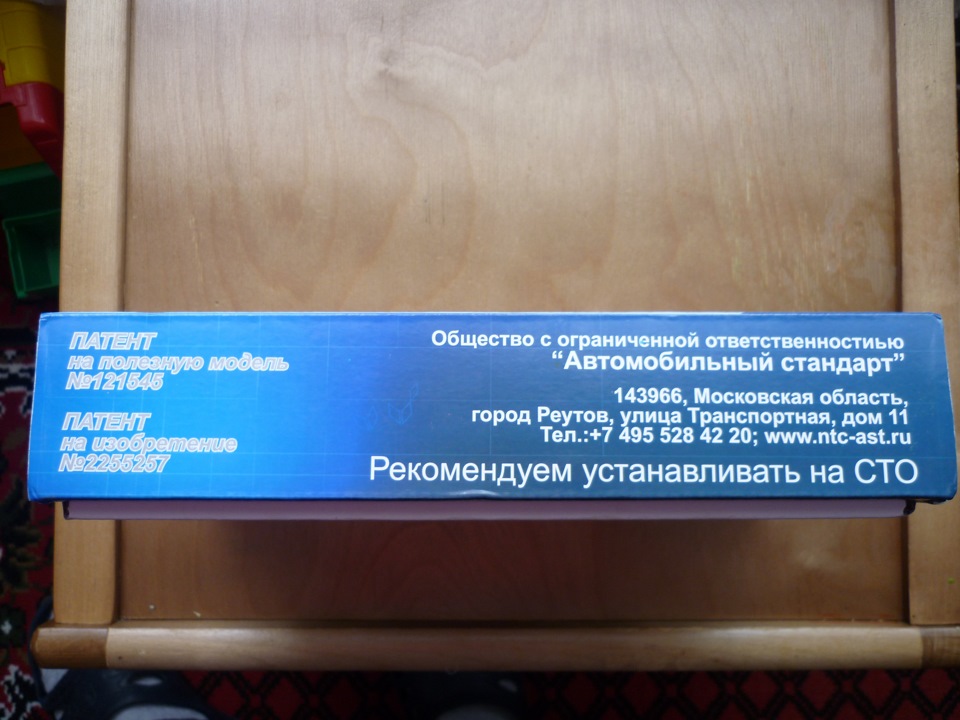 ПАТЕНТ
на полезную модель
№121545
ПАТЕНТ
на изобретение
№2255257
Общество с ограниченной ответственностиью
“Автомобильный стандарт”
143966, Московская область,
город Реутов, улица Транспортная, дом 11
Тел.:+7 495 528 42 20; www.ntc-ast.ru
Рекомендуем устанавливать на СТО